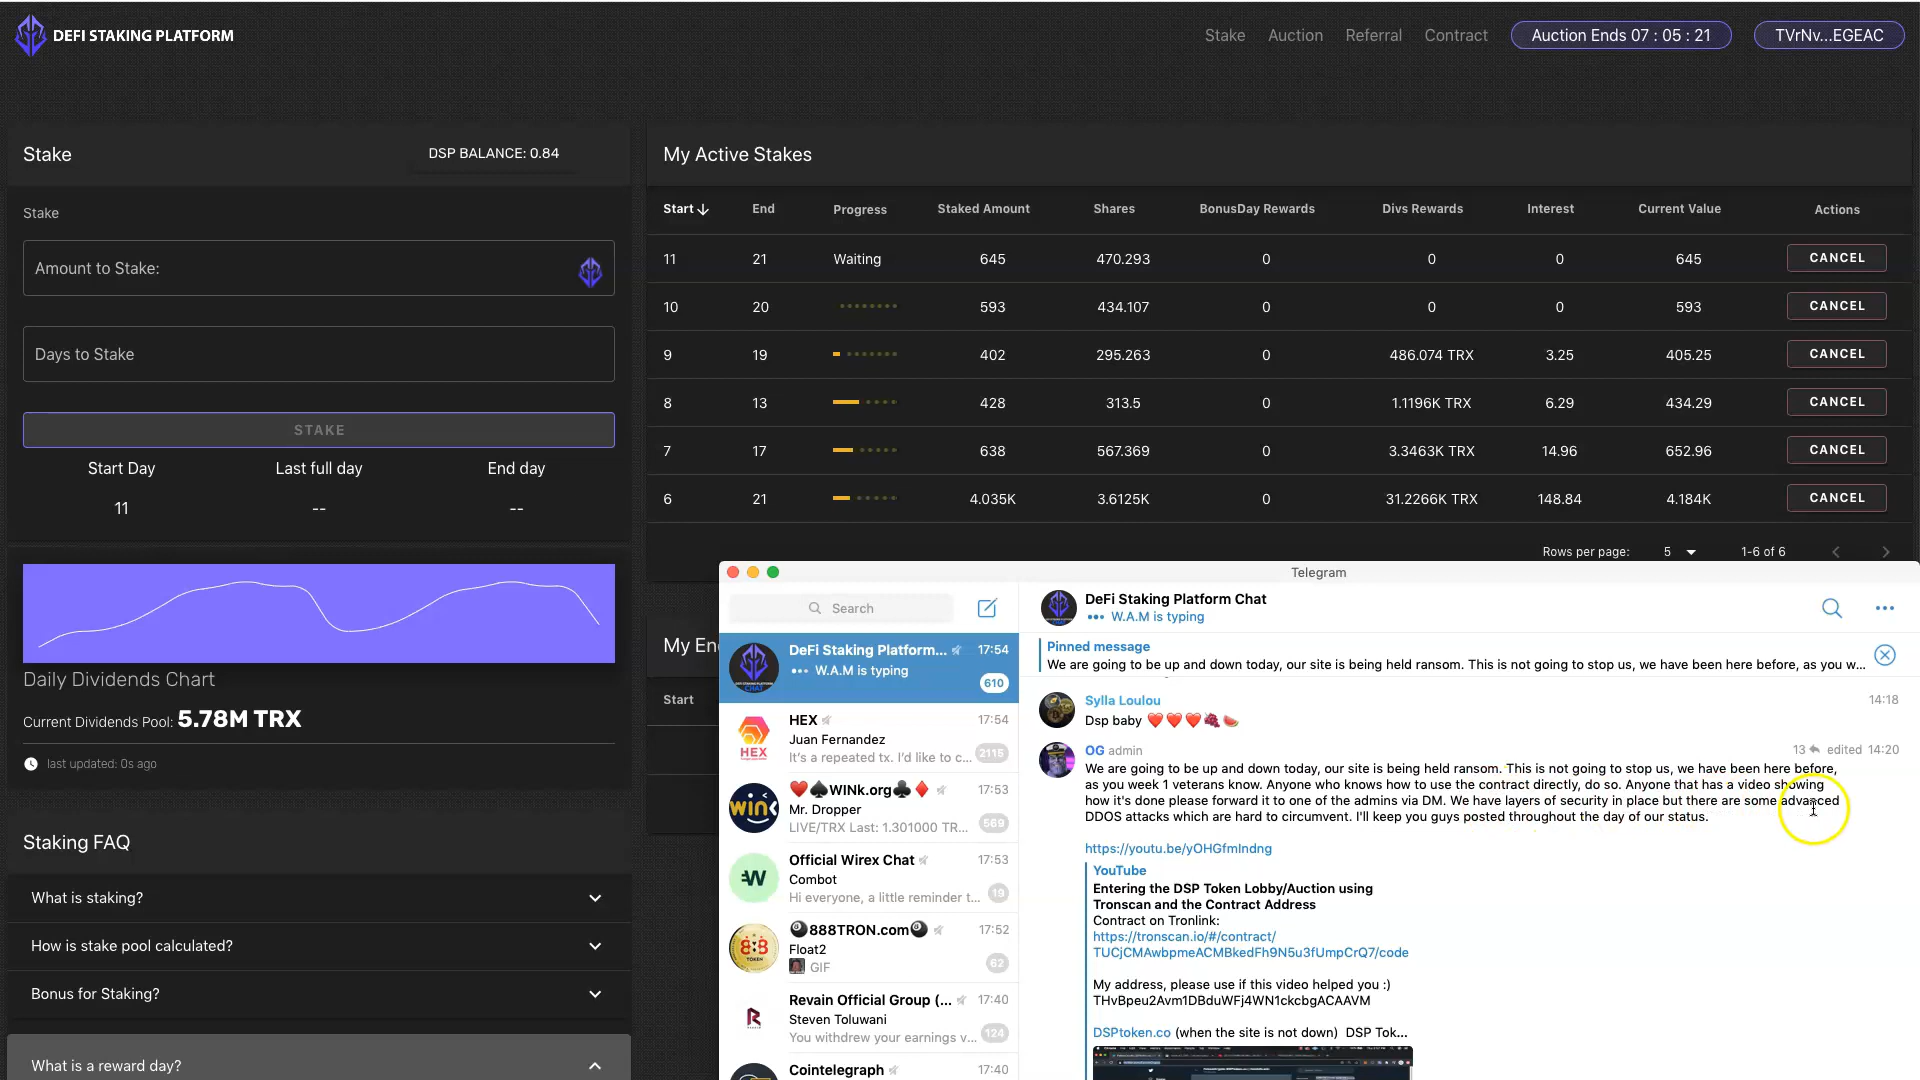 DEFI STAKING PLATFORM
Stake Auction Referral Contract Auction Ends 07 : 05 : 21 TVrNv...EGEAC
Stake DSP BALANCE: 0.84
Stake
Amount to Stake:
Days to Stake
STAKE
Start Day Last full day End day
11 -- --
Daily Dividends Chart
Current Dividends Pool: 5.78M TRX
last updated: 0s ago
Staking FAQ
What is staking?
How is stake pool calculated?
Bonus for Staking?
What is a reward day?
My Active Stakes
Start End Progress Staked Amount Shares BonusDay Rewards Divs Rewards Interest Current Value Actions
11 21 Waiting 645 470.293 0 0 0 645 CANCEL
10 20 593 434.107 0 0 0 593 CANCEL
9 19 402 295.263 0 486.074 TRX 3.25 405.25 CANCEL
8 13 428 313.5 0 1.1196K TRX 6.29 434.29 CANCEL
7 17 638 567.369 0 3.3463K TRX 14.96 652.96 CANCEL
6 21 4.035K 3.6125K 0 31.2266K TRX 148.84 4.184K CANCEL
Rows per page: 5 1-6 of 6
My En
Start
Telegram
Search
DeFi Staking Platform... 17:54
W.A.M is typing 610
HEX 17:54
Juan Fernandez
It's a repeated tx. I'd like to c... 2115
❤️♠️WINk.org♣️♦️ 17:53
Mr. Dropper
LIVE/TRX Last: 1.301000 TR... 569
Official Wirex Chat 17:53
Combot
Hi everyone, a little reminder t... 19
🎱888TRON.com🎱 17:52
Float2
GIF 62
Revain Official Group (... 17:40
Steven Toluwani
You withdrew your earnings v... 124
Cointelegraph 17:40
DeFi Staking Platform Chat
W.A.M is typing
Pinned message
We are going to be up and down today, our site is being held ransom. This is not going to stop us, we have been here before, as you w...
Sylla Loulou 14:18
Dsp baby ❤️❤️❤️🍇🍉
OG admin 13 edited 14:20
We are going to be up and down today, our site is being held ransom. This is not going to stop us, we have been here before,
as you week 1 veterans know. Anyone who knows how to use the contract directly, do so. Anyone that has a video showing
how it's done please forward it to one of the admins via DM. We have layers of security in place but there are some advanced
DDOS attacks which are hard to circumvent. I'll keep you guys posted throughout the day of our status.
https://youtu.be/yOHGfmIndng
YouTube
Entering the DSP Token Lobby/Auction using
Tronscan and the Contract Address
Contract on Tronlink:
https://tronscan.io/#/contract/
TUCjCMAwbpmeACMBkedFh9N5u3fUmpCrQ7/code
My address, please use if this video helped you :)
THvBpeu2Avm1DBduWFj4WN1ckcbgACAAVM
DSPtoken.co (when the site is not down) DSP Tok...